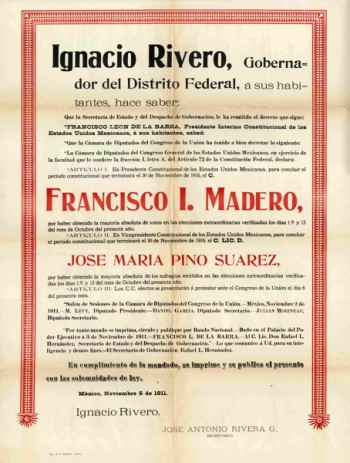 Ignacio Rivero, Goberna-
dor del Distrito Federal, á sus habi-
tantes, hace saber:
Que la Secretaría de Estado y del Despacho de Gobernación, le ha remitido el decreto que sigue:
"FRANCISCO LEON DE LA BARRA, Presidente Interino Constitucional de los
Estados Unidos Mexicanos, á sus habitantes, sabed:
"Que la Cámara de Diputados del Congreso de la Unión ha tenido á bien decretar lo siguiente:
"La Cámara de Diputados del Congreso General de los Estados Unidos Mexicanos, en ejercicio de
la facultad que le confiere la fracción I, letra A, del Artículo 72 de la Constitución Federal, declara:
"ARTICULO I. Es Presidente Constitucional de los Estados Unidos Mexicanos, para concluir el
período constitucional que terminará el 30 de Noviembre de 1916, el C.
FRANCISCO I. MADERO,
por haber obtenido la mayoría absoluta de votos en las elecciones extraordinarias verificadas los días 1º y 15
del mes de Octubre del presente año.
"ARTICULO II. Es Vicepresidente Constitucional de los Estados Unidos Mexicanos, para concluir
el período constitucional que terminará el 30 de Noviembre de 1916, el C. LIC. D.
JOSE MARIA PINO SUAREZ,
por haber obtenido la mayoría absoluta de los sufragios emitidos en las elecciones extraordinarias verifica-
das los días 1º y 15 del mes de Octubre del presente año.
"ARTICULO III. Los C.C. electos se presentarán á protestar ante el Congreso de la Unión el día 6
del presente mes.
"Salón de Sesiones de la Cámara de Diputados del Congreso de la Unión.—México, Noviembre 2 de
1911.—M. LEVY, Diputado Presidente—DANIEL GARCIA, Diputado Secretario—JULIAN MORINEAU,
Diputado Secretario.
"Por tanto mando se imprima, circule y publique por Bando Nacional.—Dado en el Palacio del Po-
der Ejecutivo á 3 de Noviembre de 1911.—FRANCISCO L. DE LA BARRA.—Al C. Lic. Don Rafael L.
Hernández, Secretario de Estado y del Despacho de Gobernación."—Lo que comunico á Ud. para su inte-
ligencia y demás fines.—El Secretario de Gobernación Rafael L. Hernández.
En cumplimiento de lo mandado, se imprime y se publica el presente
con las solemnidades de ley.
México, Noviembre 5 de 1911.
Ignacio Rivero.
JOSE ANTONIO RIVERA G.
SECRETARIO.